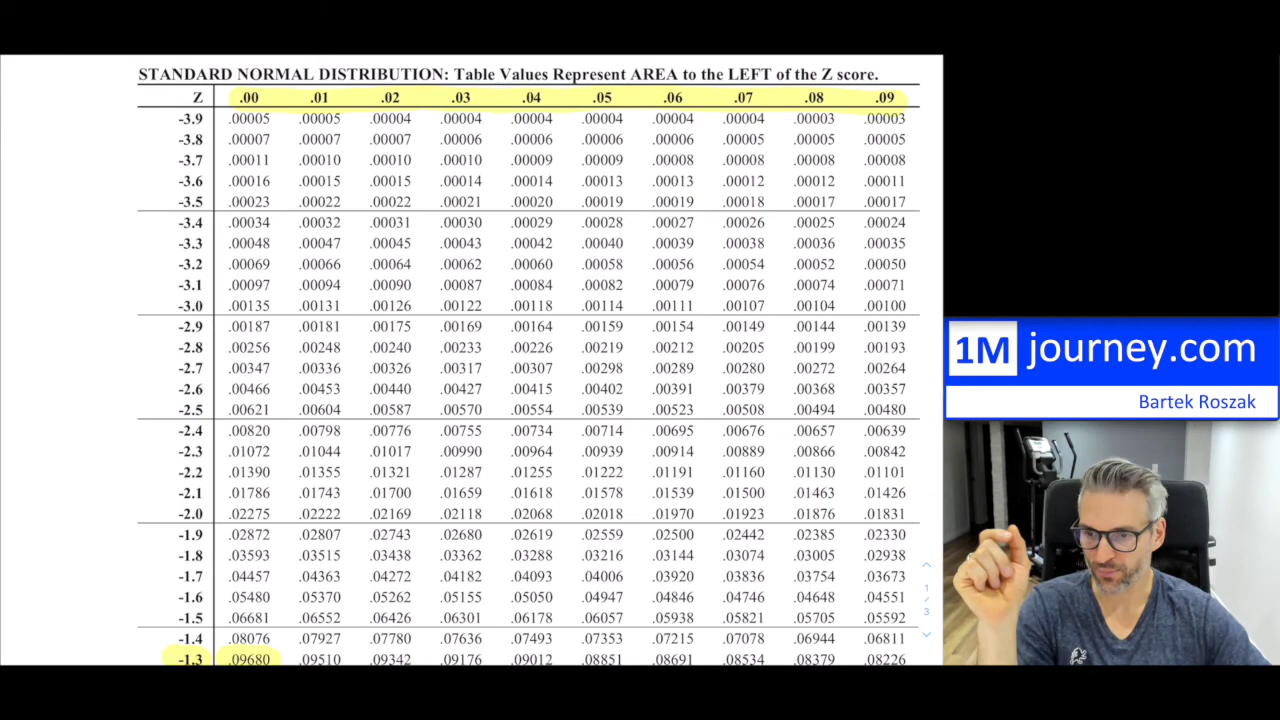 STANDARD NORMAL DISTRIBUTION: Table Values Represent AREA to the LEFT of the Z score.
Z .00 .01 .02 .03 .04 .05 .06 .07 .08 .09
-3.9 .00005 .00005 .00004 .00004 .00004 .00004 .00004 .00004 .00003 .00003
-3.8 .00007 .00007 .00007 .00006 .00006 .00006 .00006 .00005 .00005 .00005
-3.7 .00011 .00010 .00010 .00010 .00009 .00009 .00008 .00008 .00008 .00008
-3.6 .00016 .00015 .00015 .00014 .00014 .00013 .00013 .00012 .00012 .00011
-3.5 .00023 .00022 .00022 .00021 .00020 .00019 .00019 .00018 .00017 .00017
-3.4 .00034 .00032 .00031 .00030 .00029 .00028 .00027 .00026 .00025 .00024
-3.3 .00048 .00047 .00045 .00043 .00042 .00040 .00039 .00038 .00036 .00035
-3.2 .00069 .00066 .00064 .00062 .00060 .00058 .00056 .00054 .00052 .00050
-3.1 .00097 .00094 .00090 .00087 .00084 .00082 .00079 .00076 .00074 .00071
-3.0 .00135 .00131 .00126 .00122 .00118 .00114 .00111 .00107 .00104 .00100
-2.9 .00187 .00181 .00175 .00169 .00164 .00159 .00154 .00149 .00144 .00139
-2.8 .00256 .00248 .00240 .00233 .00226 .00219 .00212 .00205 .00199 .00193
-2.7 .00347 .00336 .00326 .00317 .00307 .00298 .00289 .00280 .00272 .00264
-2.6 .00466 .00453 .00440 .00427 .00415 .00402 .00391 .00379 .00368 .00357
-2.5 .00621 .00604 .00587 .00570 .00554 .00539 .00523 .00508 .00494 .00480
-2.4 .00820 .00798 .00776 .00755 .00734 .00714 .00695 .00676 .00657 .00639
-2.3 .01072 .01044 .01017 .00990 .00964 .00939 .00914 .00889 .00866 .00842
-2.2 .01390 .01355 .01321 .01287 .01255 .01222 .01191 .01160 .01130 .01101
-2.1 .01786 .01743 .01700 .01659 .01618 .01578 .01539 .01500 .01463 .01426
-2.0 .02275 .02222 .02169 .02118 .02068 .02018 .01970 .01923 .01876 .01831
-1.9 .02872 .02807 .02743 .02680 .02619 .02559 .02500 .02442 .02385 .02330
-1.8 .03593 .03515 .03438 .03362 .03288 .03216 .03144 .03074 .03005 .02938
-1.7 .04457 .04363 .04272 .04182 .04093 .04006 .03920 .03836 .03754 .03673
-1.6 .05480 .05370 .05262 .05155 .05050 .04947 .04846 .04746 .04648 .04551
-1.5 .06681 .06552 .06426 .06301 .06178 .06057 .05938 .05821 .05705 .05592
-1.4 .08076 .07927 .07780 .07636 .07493 .07353 .07215 .07078 .06944 .06811
-1.3 .09680 .09510 .09342 .09176 .09012 .08851 .08691 .08534 .08379 .08226
1
/
3
1M journey.com
Bartek Roszak